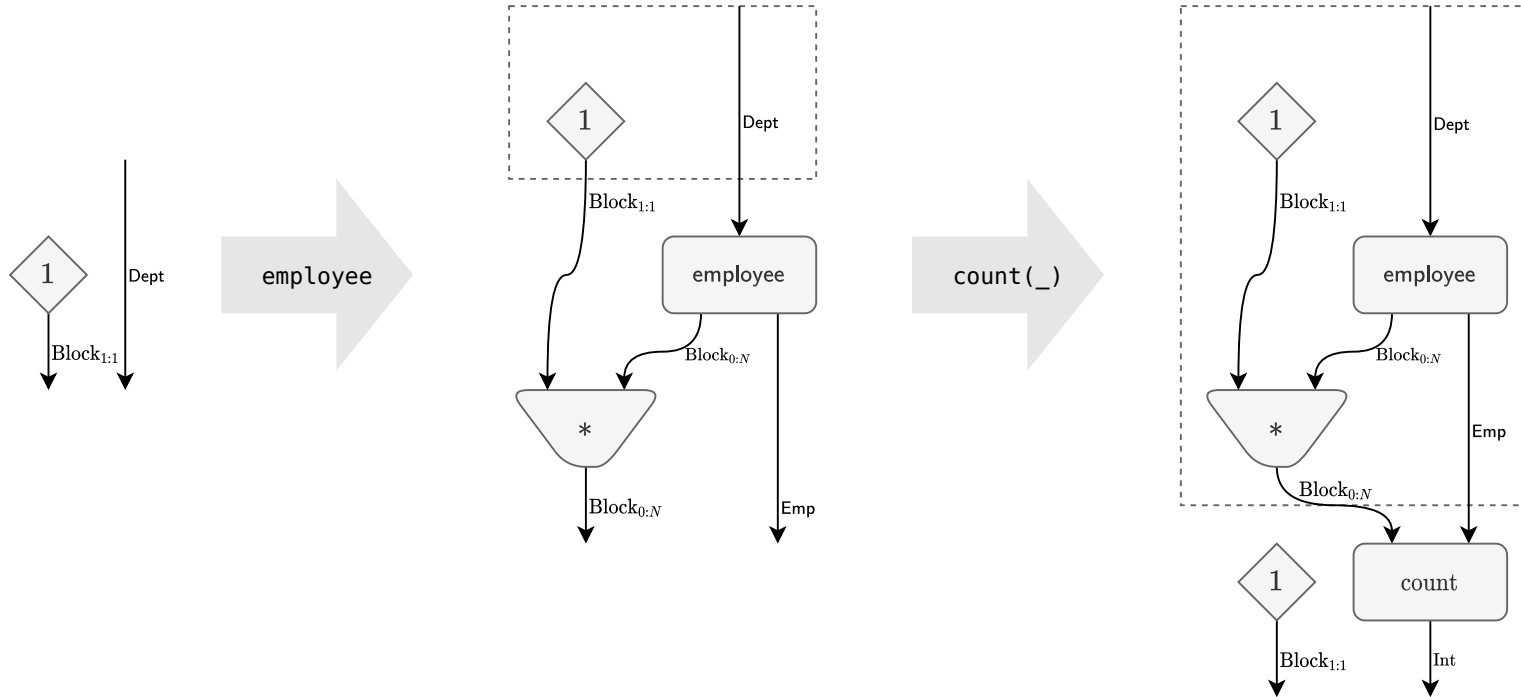 1
Block1:1
Dept
employee
1
Dept
Block1:1
employee
Block0:N
*
Block0:N
Emp
count(_)
1
Dept
Block1:1
employee
Block0:N
*
Emp
Block0:N
1
count
Block1:1
Int